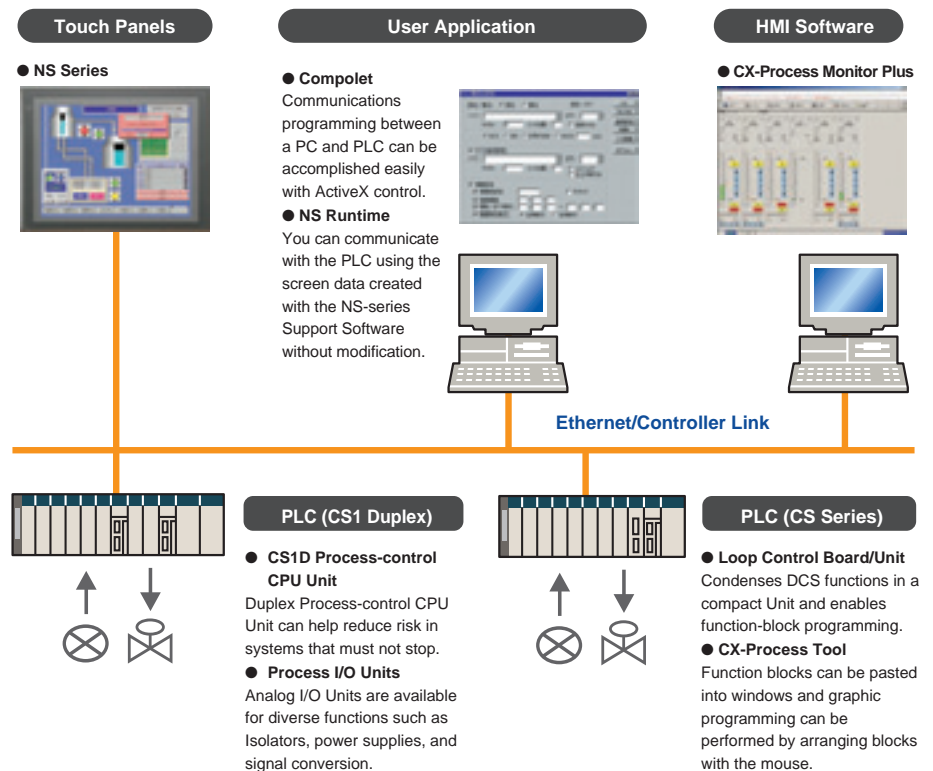 Touch Panels
User Application
HMI Software
● NS Series
● Compolet
Communications
programming between
a PC and PLC can be
accomplished easily
with ActiveX control.
● NS Runtime
You can communicate
with the PLC using the
screen data created
with the NS-series
Support Software
without modification.
● CX-Process Monitor Plus
Ethernet/Controller Link
PLC (CS1 Duplex)
● CS1D Process-control
CPU Unit
Duplex Process-control CPU
Unit can help reduce risk in
systems that must not stop.
● Process I/O Units
Analog I/O Units are available
for diverse functions such as
Isolators, power supplies, and
signal conversion.
PLC (CS Series)
● Loop Control Board/Unit
Condenses DCS functions in a
compact Unit and enables
function-block programming.
● CX-Process Tool
Function blocks can be pasted
into windows and graphic
programming can be
performed by arranging blocks
with the mouse.